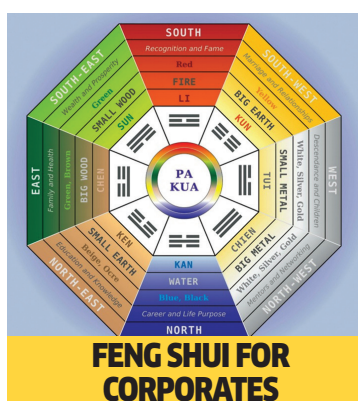 SOUTH
Recognition and Fame
Red
FIRE
LI
SOUTH-WEST
Marriage and Relationships
Yellow
BIG EARTH
KUN
WEST
Descendance and Children
White, Silver, Gold
SMALL METAL
TUI
NORTH-WEST
Mentory and Networking
White, Silver, Gold
BIG METAL
CHIEN
KAN
WATER
Blue, Black
Career and Life Purpose
NORTH
NORTH-EAST
Education and Knowledge
Beige, Ocre
SMALL EARTH
KEN
EAST
Family and Health
Green, Brown
BIG WOOD
CHEN
SOUTH-EAST
Wealth and Prosperity
Green
SMALL WOOD
SUN
PA
KUA
FENG SHUI FOR
CORPORATES